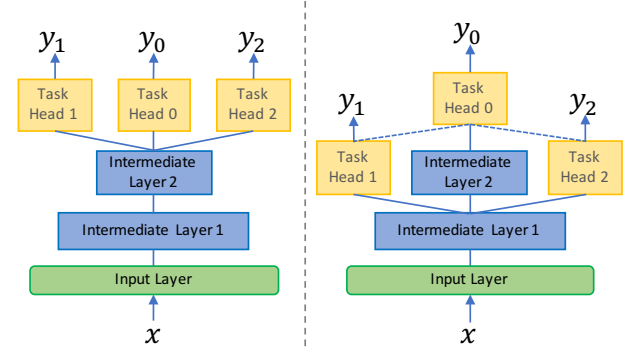 y₁ y₀ y₂
Task Head 1
Task Head 0
Task Head 2
Intermediate
Layer 2
Intermediate Layer 1
Input Layer
x
y₀
Task
Head 0
y₁ y₂
Task
Head 1
Intermediate
Layer 2
Task
Head 2
Intermediate Layer 1
Input Layer
x